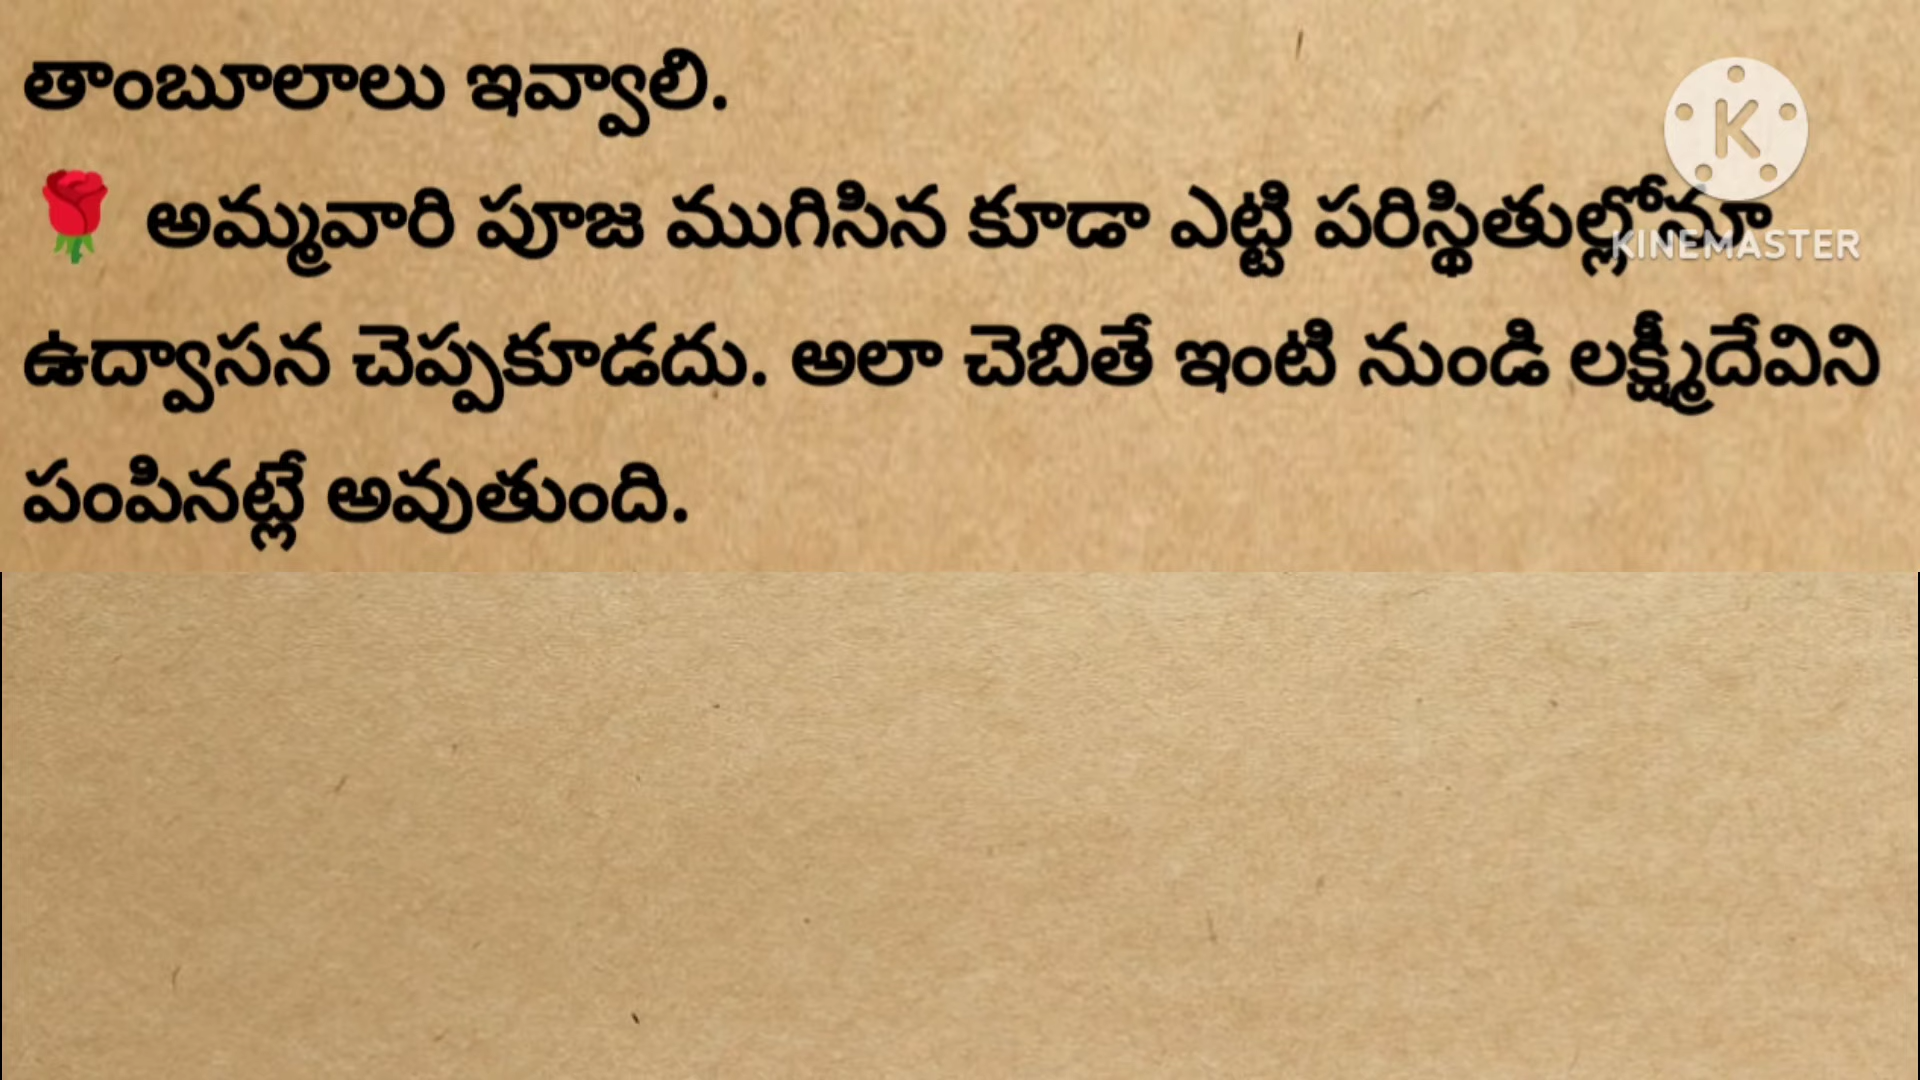 తాంబూలాలు ఇవ్వాలి.
🌹 అమ్మవారి పూజ ముగిసిన కూడా ఎట్టి పరిస్థితుల్లోనూ
ఉద్వాసన చెప్పకూడదు. అలా చెబితే ఇంటి నుండి లక్ష్మీదేవిని
పంపినట్లే అవుతుంది.
K
KINEMASTER